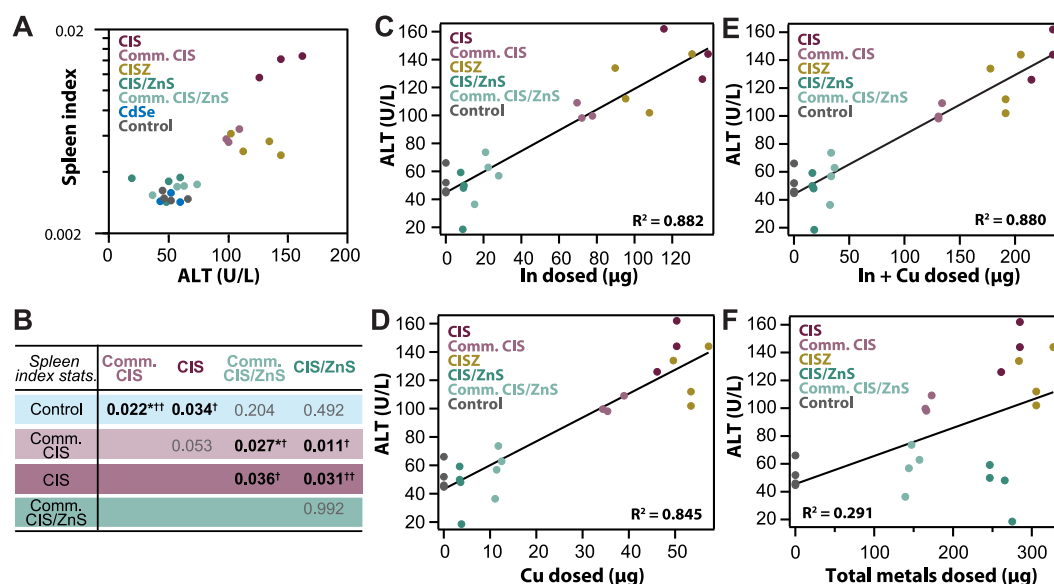 A
0.02
CIS
Comm. CIS
CISZ
CIS/ZnS
Comm. CIS/ZnS
CdSe
Control
Spleen index
0.002
0 50 100 150 200
ALT (U/L)
B
Spleen
index stats.
Comm.
CIS
CIS
Comm.
CIS/ZnS
CIS/ZnS
Control 0.022*†† 0.034† 0.204 0.492
Comm.
CIS
0.053 0.027*† 0.011†
CIS 0.036† 0.031††
Comm.
CIS/ZnS
0.992
C
160
140
120
100
80
60
40
20
ALT (U/L)
CIS
Comm. CIS
CISZ
CIS/ZnS
Comm. CIS/ZnS
Control
R² = 0.882
0 20 40 60 80 100 120
In dosed (µg)
D
160
140
120
100
80
60
40
20
ALT (U/L)
CIS
Comm. CIS
CISZ
CIS/ZnS
Comm. CIS/ZnS
Control
R² = 0.845
0 10 20 30 40 50
Cu dosed (µg)
E
160
140
120
100
80
60
40
20
ALT (U/L)
CIS
Comm. CIS
CISZ
CIS/ZnS
Comm. CIS/ZnS
Control
R² = 0.880
0 50 100 150 200
In + Cu dosed (µg)
F
160
140
120
100
80
60
40
20
ALT (U/L)
CIS
Comm. CIS
CISZ
CIS/ZnS
Comm. CIS/ZnS
Control
R² = 0.291
0 100 200 300
Total metals dosed (µg)